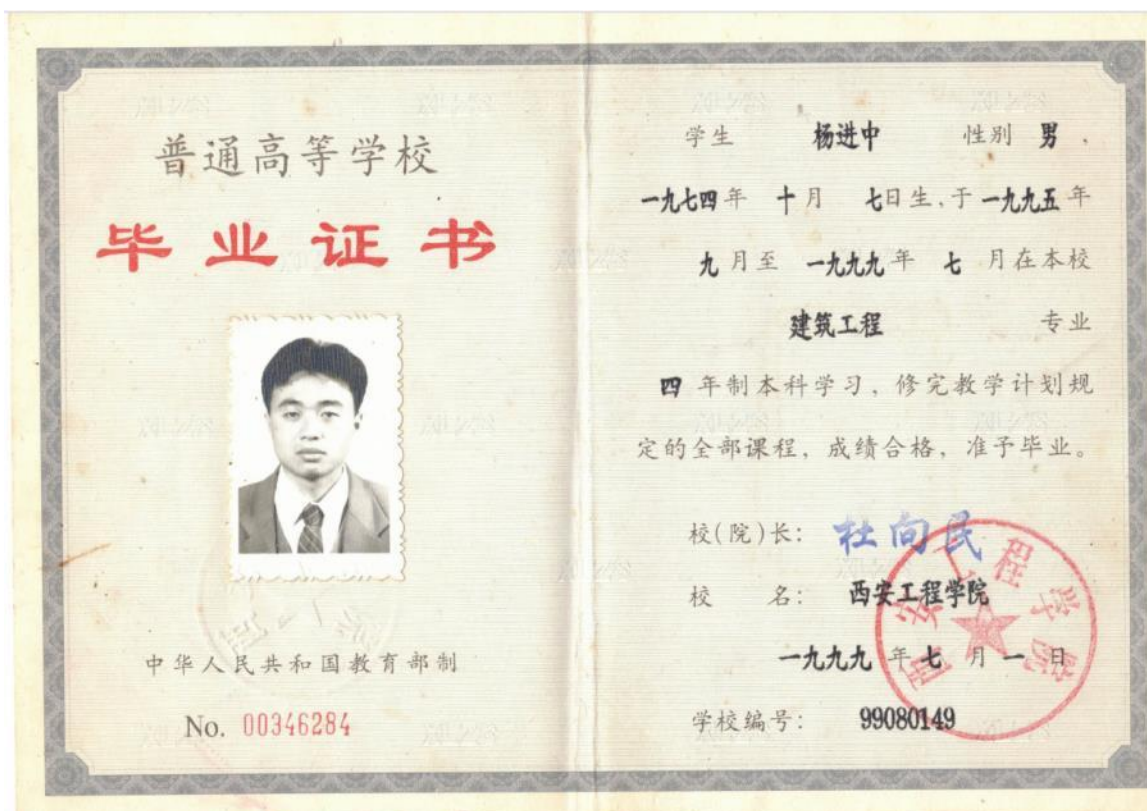 普通高等学校
毕业证书
中华人民共和国教育部制
No. 00346284
学生 杨进中 性别 男 .
一九七四年 十月 七日生,于一九九五年
九月至 一九九九年 七 月在本校
建筑工程 专业
四 年制本科学习, 修完教学计划规
定的全部课程, 成绩合格, 准予毕业。
校(院)长: 杜向民
校 名: 西安工程学院
一九九九年七月一日
学校编号: 99080149
西安工程学院